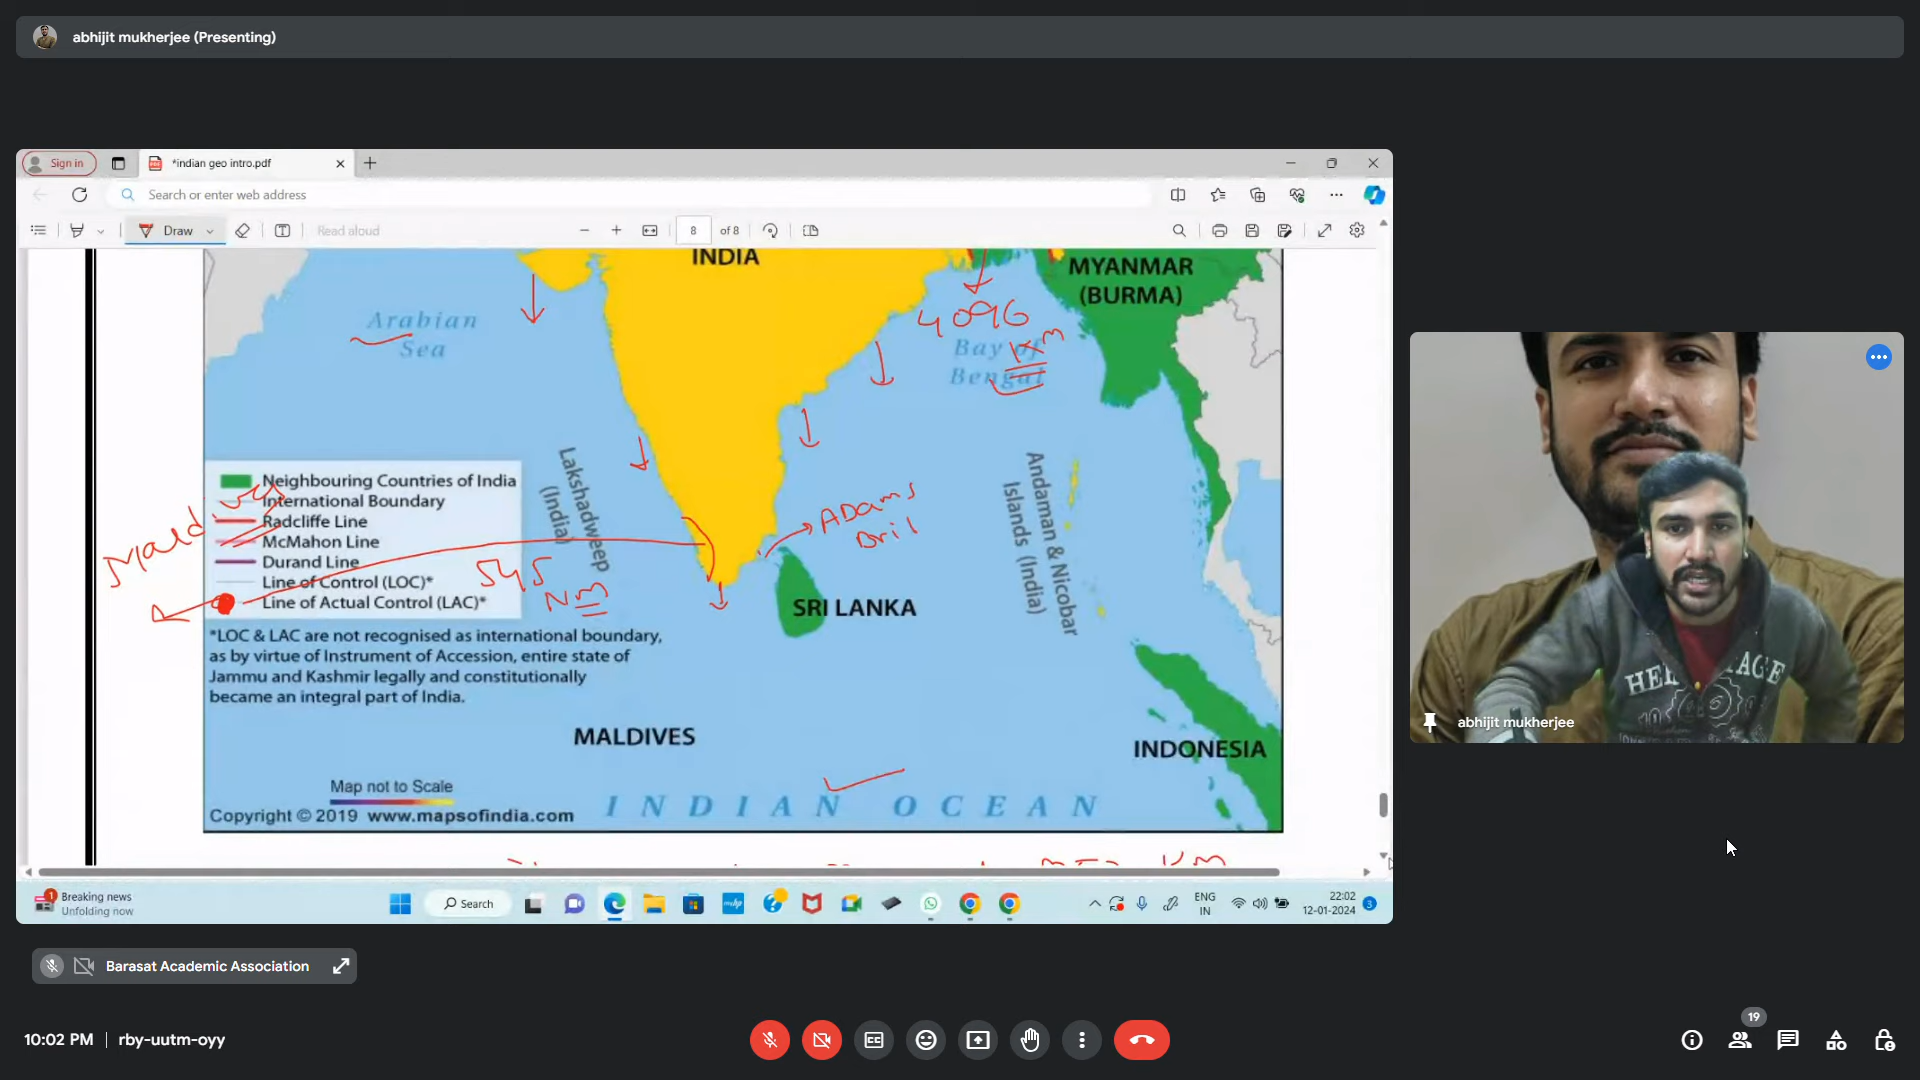 abhijit mukherjee (Presenting)
Sign in
*indian geo intro.pdf
Search or enter web address
Draw
Read aloud
8
of 8
INDIA
MYANMAR
(BURMA)
Arabian
Sea
4096
KM
Bay of
Bengal
Lakshadweep
(India)
Andaman & Nicobar
Islands (India)
Neighbouring Countries of India
International Boundary
Radcliffe Line
McMahon Line
Durand Line
Line of Control (LOC)*
Line of Actual Control (LAC)*
ADams
545
Nm
SRI LANKA
*LOC & LAC are not recognised as international boundary,
as by virtue of Instrument of Accession, entire state of
Jammu and Kashmir legally and constitutionally
became an integral part of India.
MALDIVES
INDONESIA
Map not to Scale
INDIAN OCEAN
Copyright © 2019 www.mapsofindia.com
KM
HERITAGE
abhijit mukherjee
1
Breaking news
Unfolding now
Search
ENG
IN
22:02
12-01-2024
3
Barasat Academic Association
10:02 PM
rby-uutm-oyy
19